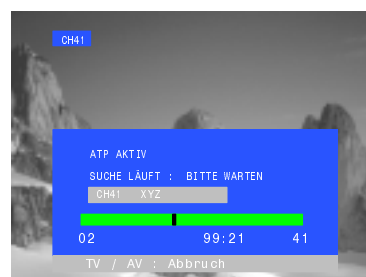 CH41
ATP AKTIV
SUCHE LÄUFT : BITTE WARTEN
CH41 XYZ
02 99:21 41
TV / AV : Abbruch